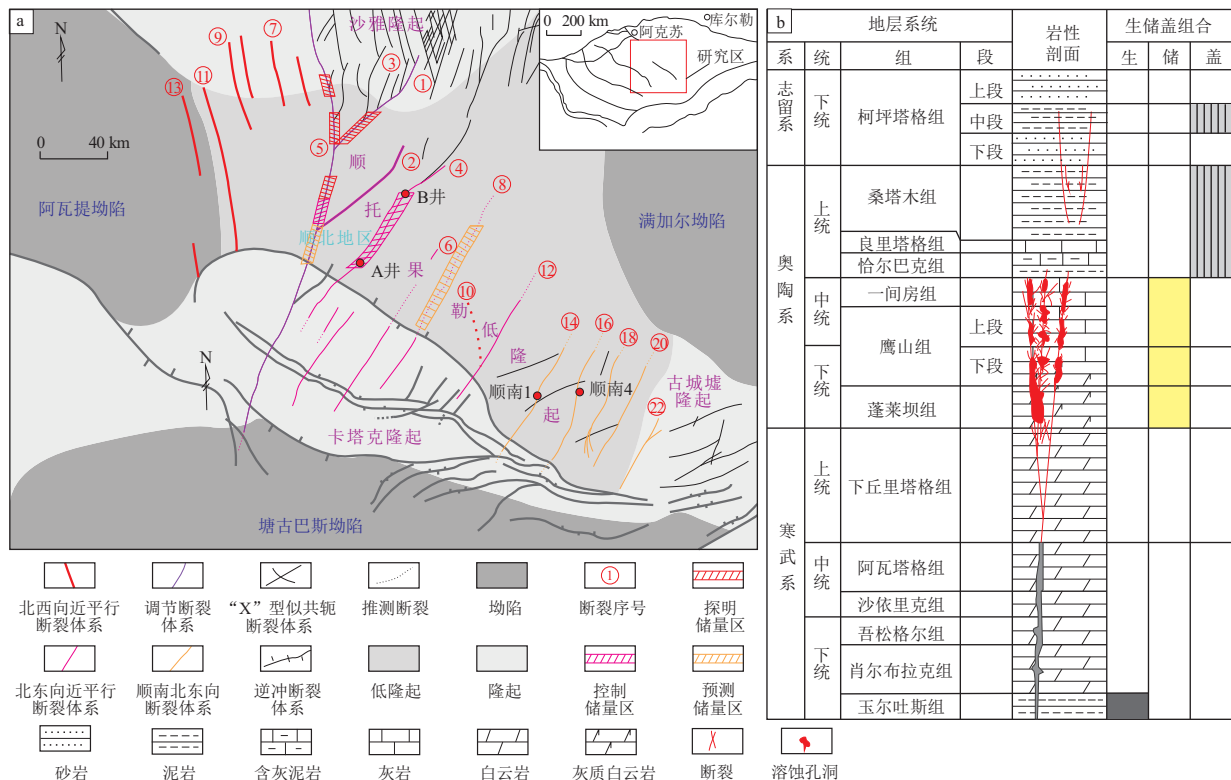 a
N
0 40 km
沙雅隆起
⑨
⑦
⑬
⑪
③
①
⑤
顺
②
④
⑧
托
B井
阿瓦提坳陷
顺北地区
满加尔坳陷
⑥
A井
果
⑩
⑫
勒
低
N
⑭
⑯
⑱
⑳
隆
顺南1
顺南4
起
古城墟
隆起
㉒
卡塔克隆起
塘古巴斯坳陷
0 200 km
库尔勒
阿克苏
研究区
北西向近平行
断裂体系
调节断裂
体系
“X”型似共轭
断裂体系
推测断裂
坳陷
①
断裂序号
探明
储量区
北东向近平行
断裂体系
顺南北东向
断裂体系
逆冲断裂
体系
低隆起
隆起
控制
储量区
预测
储量区
砂岩
泥岩
含灰泥岩
灰岩
白云岩
灰质白云岩
断裂
溶蚀孔洞
b
地层系统
岩性
剖面
生储盖组合
系
统
组
段
生
储
盖
志留系
下统
柯坪塔格组
上段
中段
下段
奥陶系
上统
桑塔木组
良里塔格组
恰尔巴克组
中统
一间房组
鹰山组
上段
下统
下段
蓬莱坝组
寒武系
上统
下丘里塔格组
中统
阿瓦塔格组
沙依里克组
下统
吾松格尔组
肖尔布拉克组
玉尔吐斯组